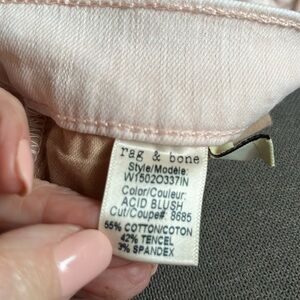 rag & bone
Style/Modèle:
W1502O337IN
Color/Couleur:
ACID BLUSH
Cut/Coupe#: 8685
55% COTTON/COTON
42% TENCEL
3% SPANDEX